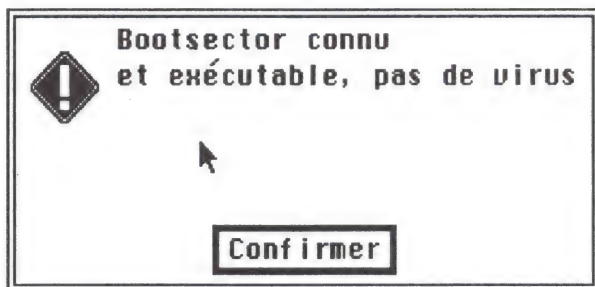 Bootsector connu
et exécutable, pas de virus
Confirmer